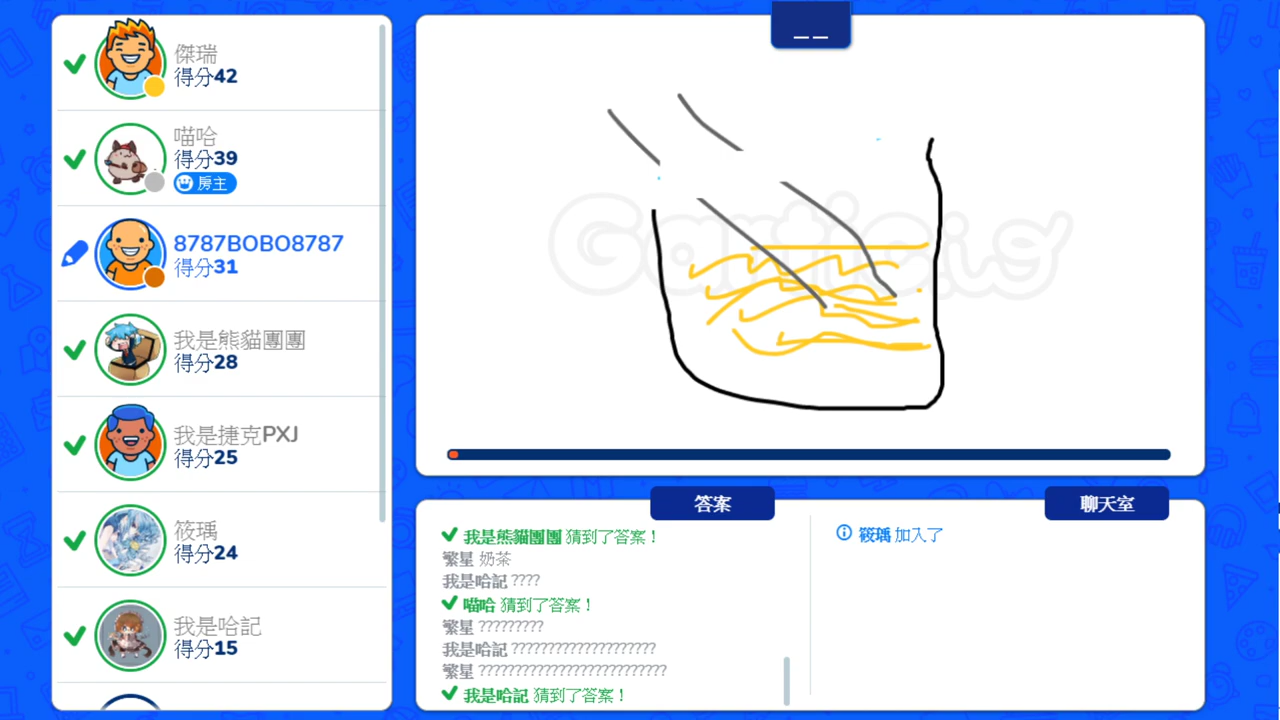 傑瑞
得分42
喵哈
得分39
房主
8787BOBO8787
得分31
我是熊貓團團
得分28
我是捷克PXJ
得分25
筱瑀
得分24
我是哈記
得分15
Gartic.io
答案
我是熊貓團團 猜到了答案！
繁星 奶茶
我是哈記 ????
喵哈 猜到了答案！
繁星 ?????????
我是哈記 ????????????????????
繁星 ??????????????????????????
我是哈記 猜到了答案！
聊天室
筱瑀 加入了